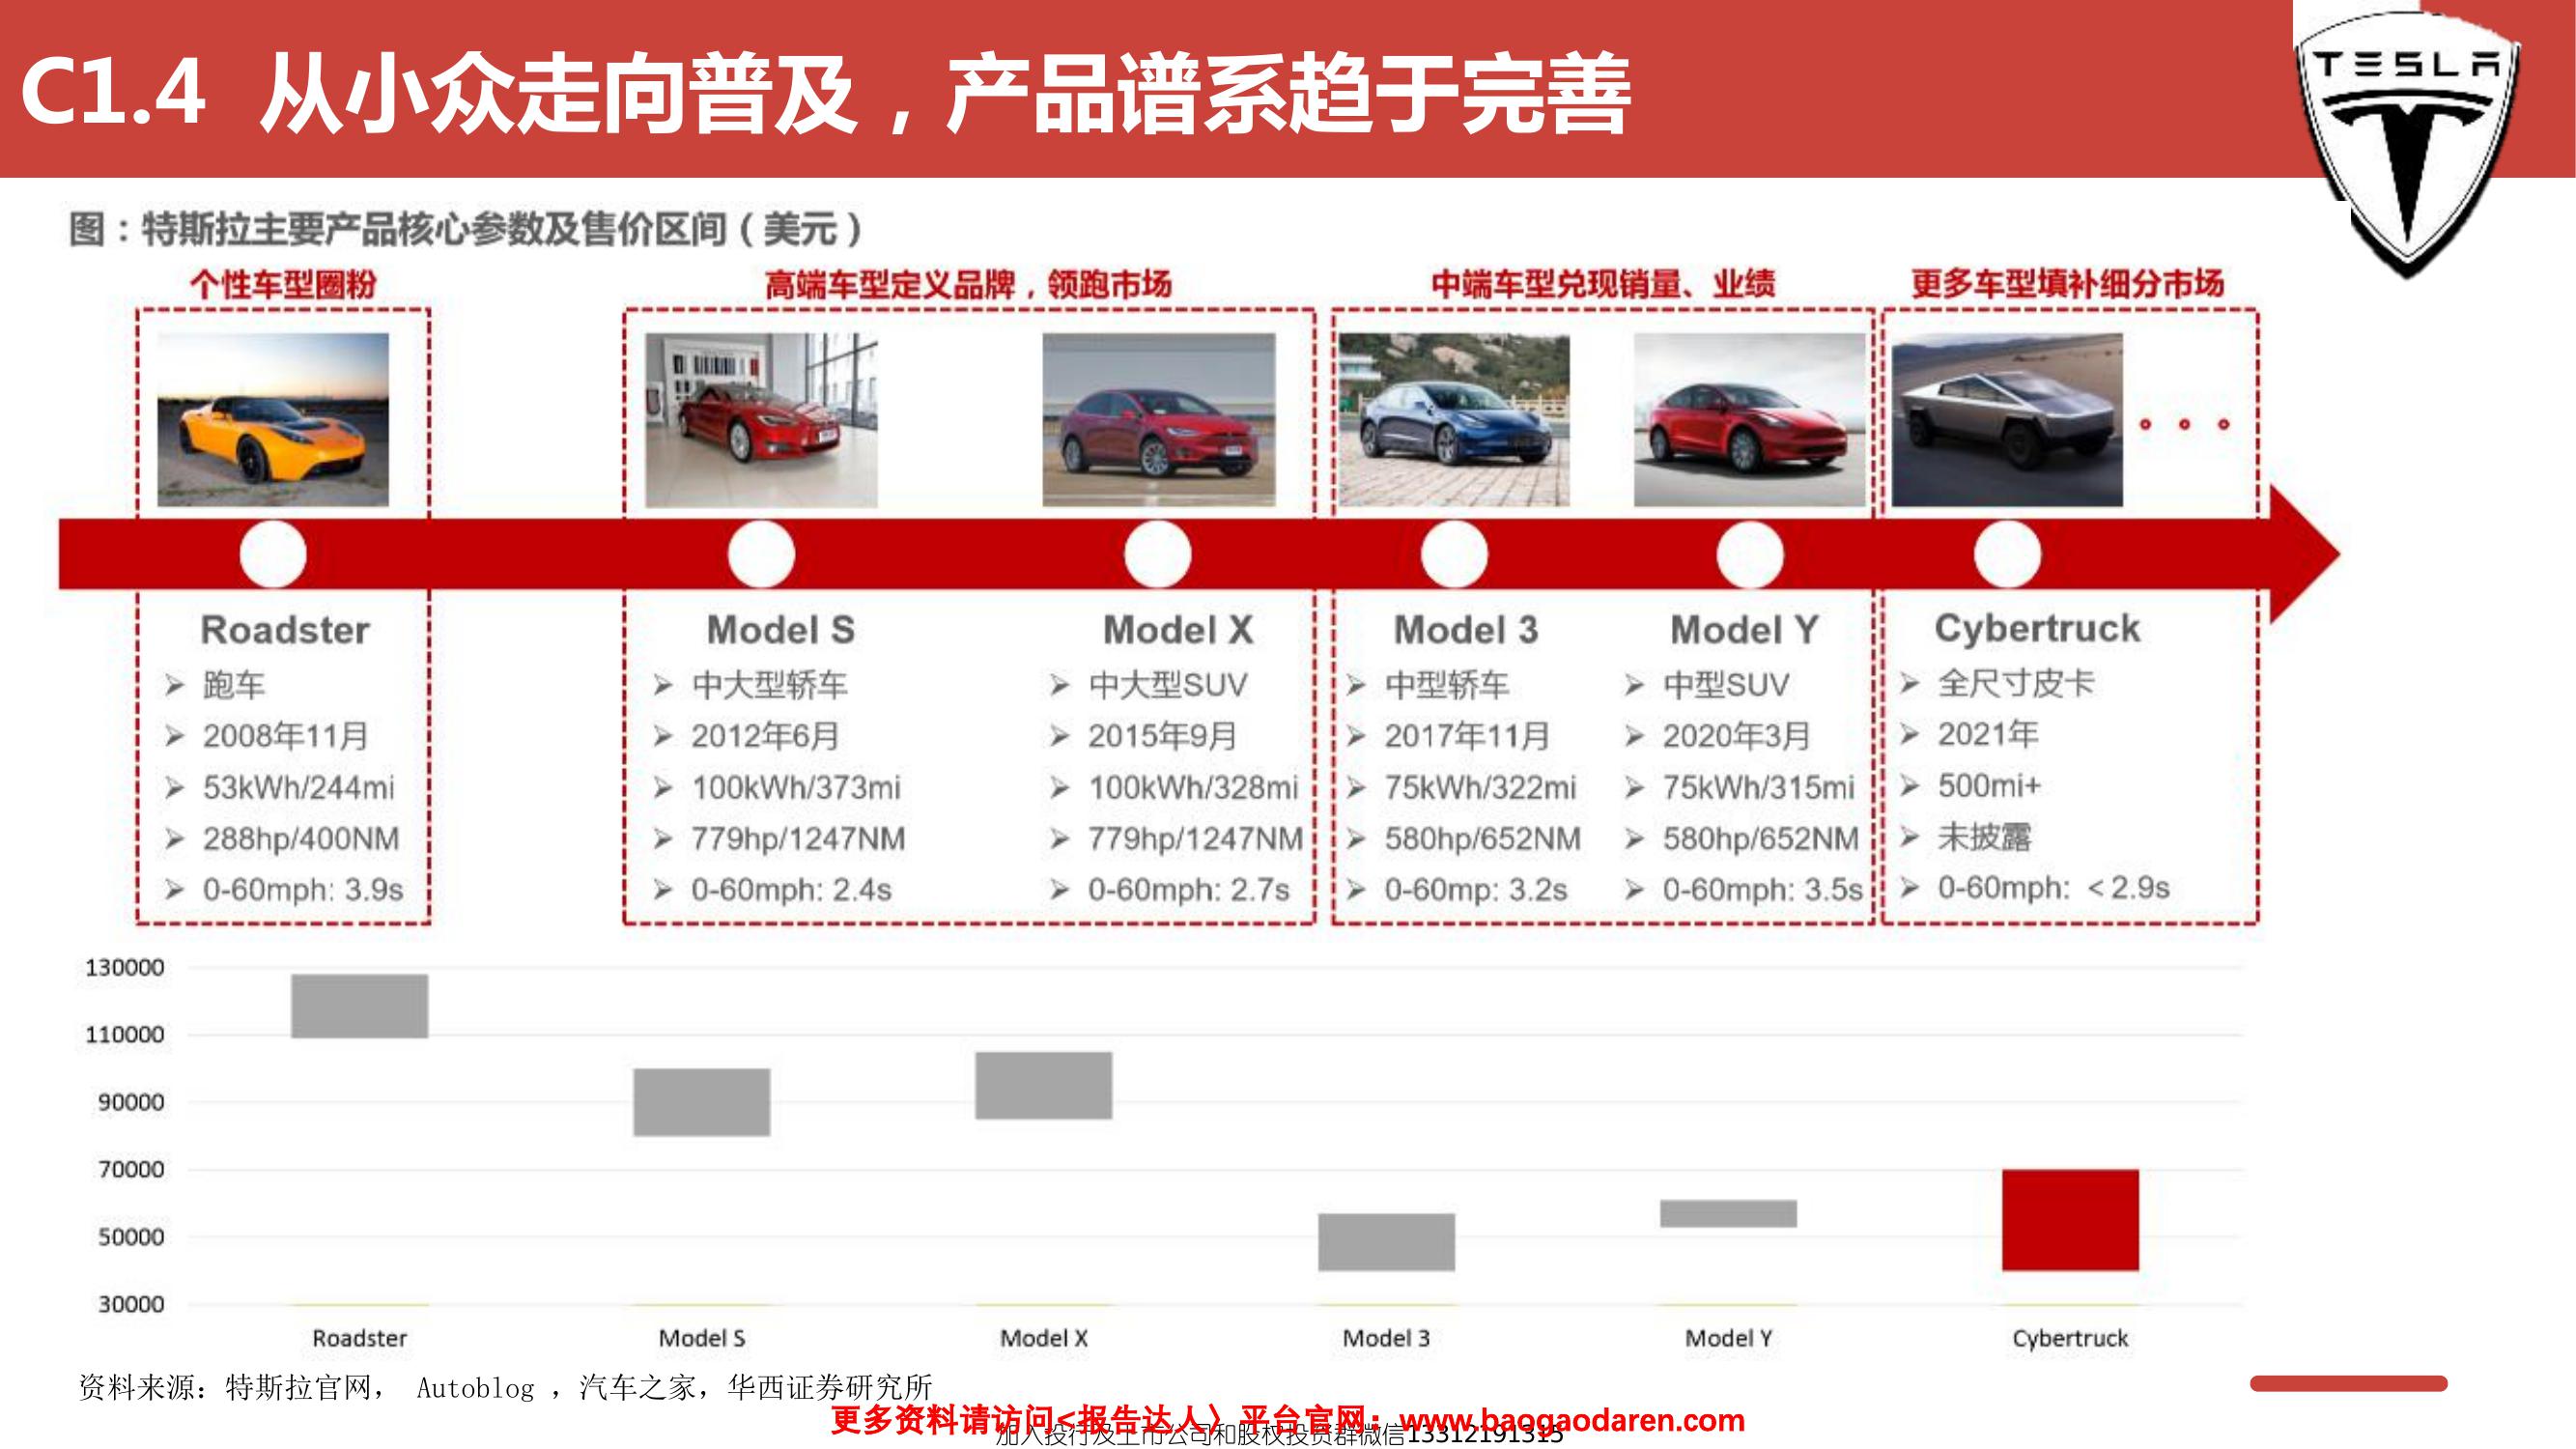 C1.4 从小众走向普及，产品谱系趋于完善
TESLA
图：特斯拉主要产品核心参数及售价区间（美元）
个性车型圈粉
高端车型定义品牌，领跑市场
中端车型兑现销量、业绩
更多车型填补细分市场
Roadster
➢ 跑车
➢ 2008年11月
➢ 53kWh/244mi
➢ 288hp/400NM
➢ 0-60mph: 3.9s
Model S
➢ 中大型轿车
➢ 2012年6月
➢ 100kWh/373mi
➢ 779hp/1247NM
➢ 0-60mph: 2.4s
Model X
➢ 中大型SUV
➢ 2015年9月
➢ 100kWh/328mi
➢ 779hp/1247NM
➢ 0-60mph: 2.7s
Model 3
➢ 中型轿车
➢ 2017年11月
➢ 75kWh/322mi
➢ 580hp/652NM
➢ 0-60mp: 3.2s
Model Y
➢ 中型SUV
➢ 2020年3月
➢ 75kWh/315mi
➢ 580hp/652NM
➢ 0-60mph: 3.5s
Cybertruck
➢ 全尺寸皮卡
➢ 2021年
➢ 500mi+
➢ 未披露
➢ 0-60mph: ＜2.9s
130000
110000
90000
70000
50000
30000
Roadster
Model S
Model X
Model 3
Model Y
Cybertruck
资料来源：特斯拉官网， Autoblog ，汽车之家，华西证券研究所
更多资料请访问<报告达人〉平台官网：www.baogaodaren.com
加入投行及上市公司和股权投资群微信13312191315